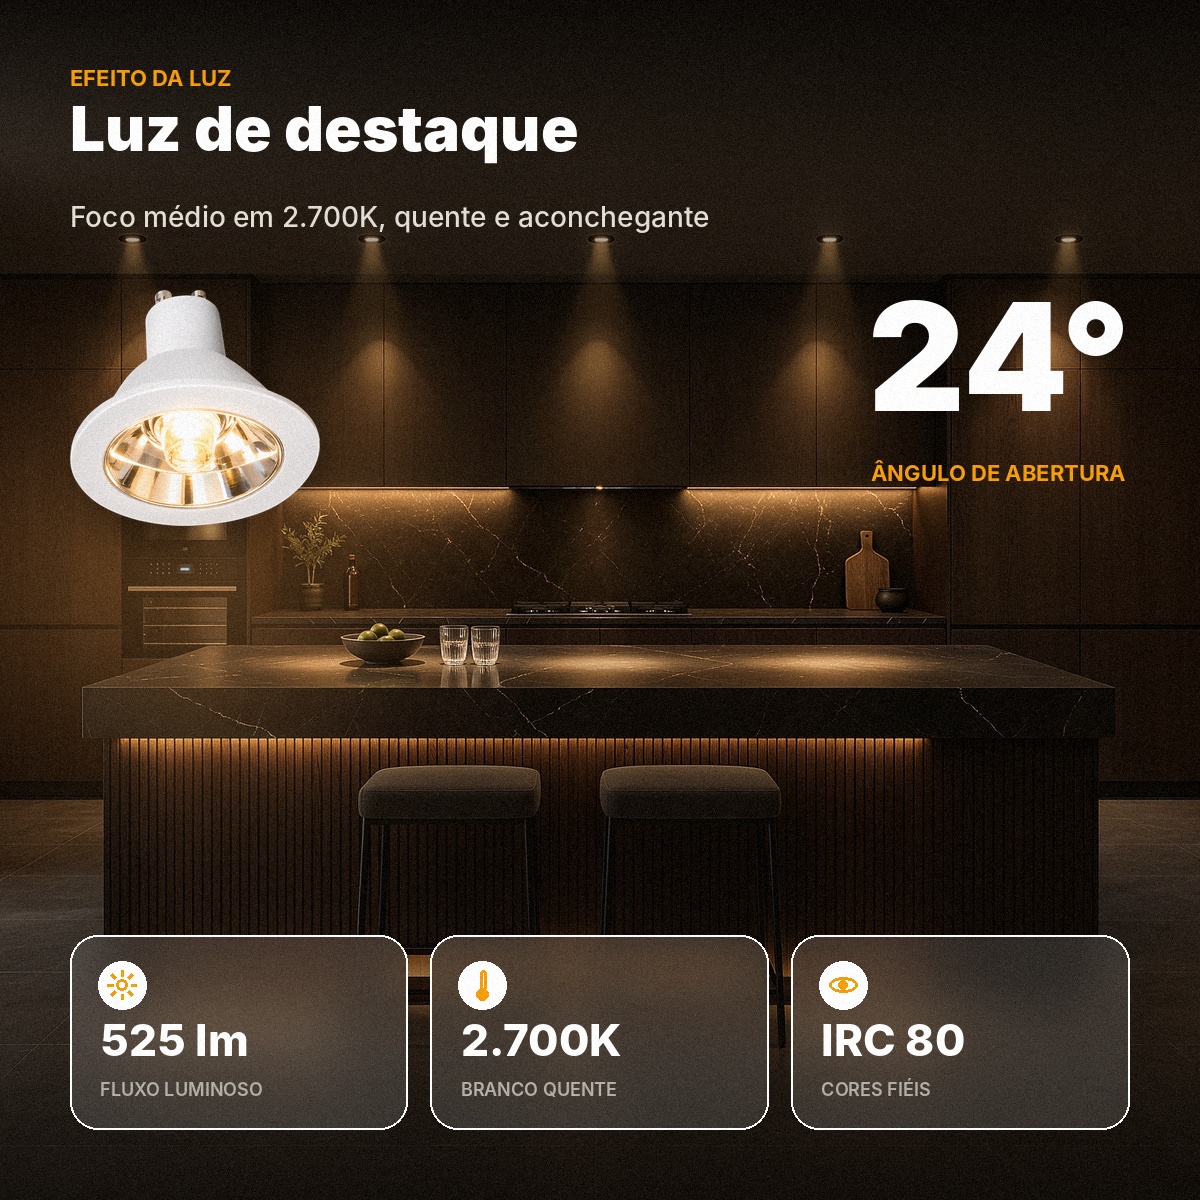 EFEITO DA LUZ
Luz de destaque
Foco médio em 2.700K, quente e aconchegante
24°
ÂNGULO DE ABERTURA
525 lm
FLUXO LUMINOSO
2.700K
BRANCO QUENTE
IRC 80
CORES FIÉIS